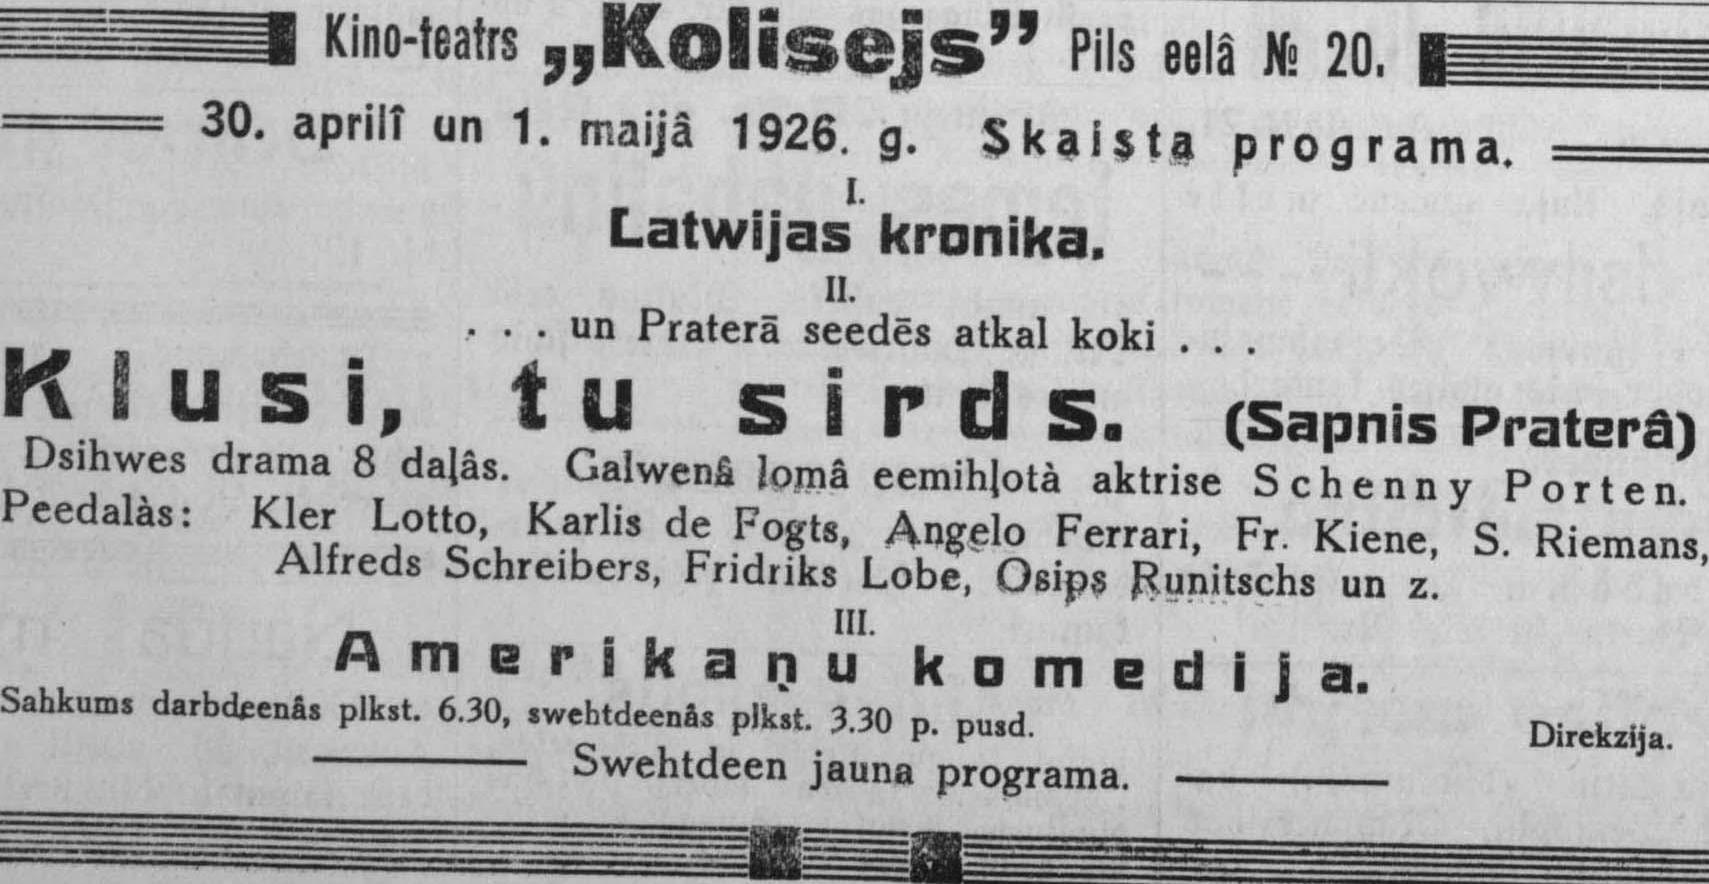 Kino-teatrs „Kolisejs” Pils eelâ № 20.
30. aprilî un 1. maijâ 1926. g. Skaista programa.
I.
Latwijas kronika.
II.
. . . un Praterā seedēs atkal koki . . .
Klusi, tu sirds. (Sapnis Praterâ)
Dsihwes drama 8 daļâs. Galwenâ lomâ eemihļotà aktrise Schenny Porten.
Peedalàs: Kler Lotto, Karlis de Fogts, Angelo Ferrari, Fr. Kiene, S. Riemans,
Alfreds Schreibers, Fridriks Lobe, Osips Runitschs un z.
III.
Amerikaņu komedija.
Sahkums darbdeenâs plkst. 6.30, swehtdeenâs plkst. 3.30 p. pusd.
Direkzija.
Swehtdeen jauna programa.